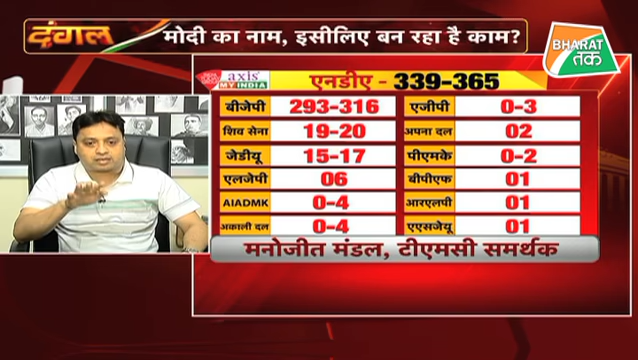 दंगल
मोदी का नाम, इसीलिए बन रहा है काम?
BHARAT
तक
axis
MY INDIA
एनडीए - 339-365
बीजेपी 293-316 एजीपी 0-3
शिव सेना 19-20 अपना दल 02
जेडीयू 15-17 पीएमके 0-2
एलजेपी 06 बीपीएफ 01
AIADMK 0-4 आरएलपी 01
अकाली दल 0-4 एएसजेयू 01
मनोजीत मंडल, टीएमसी समर्थक